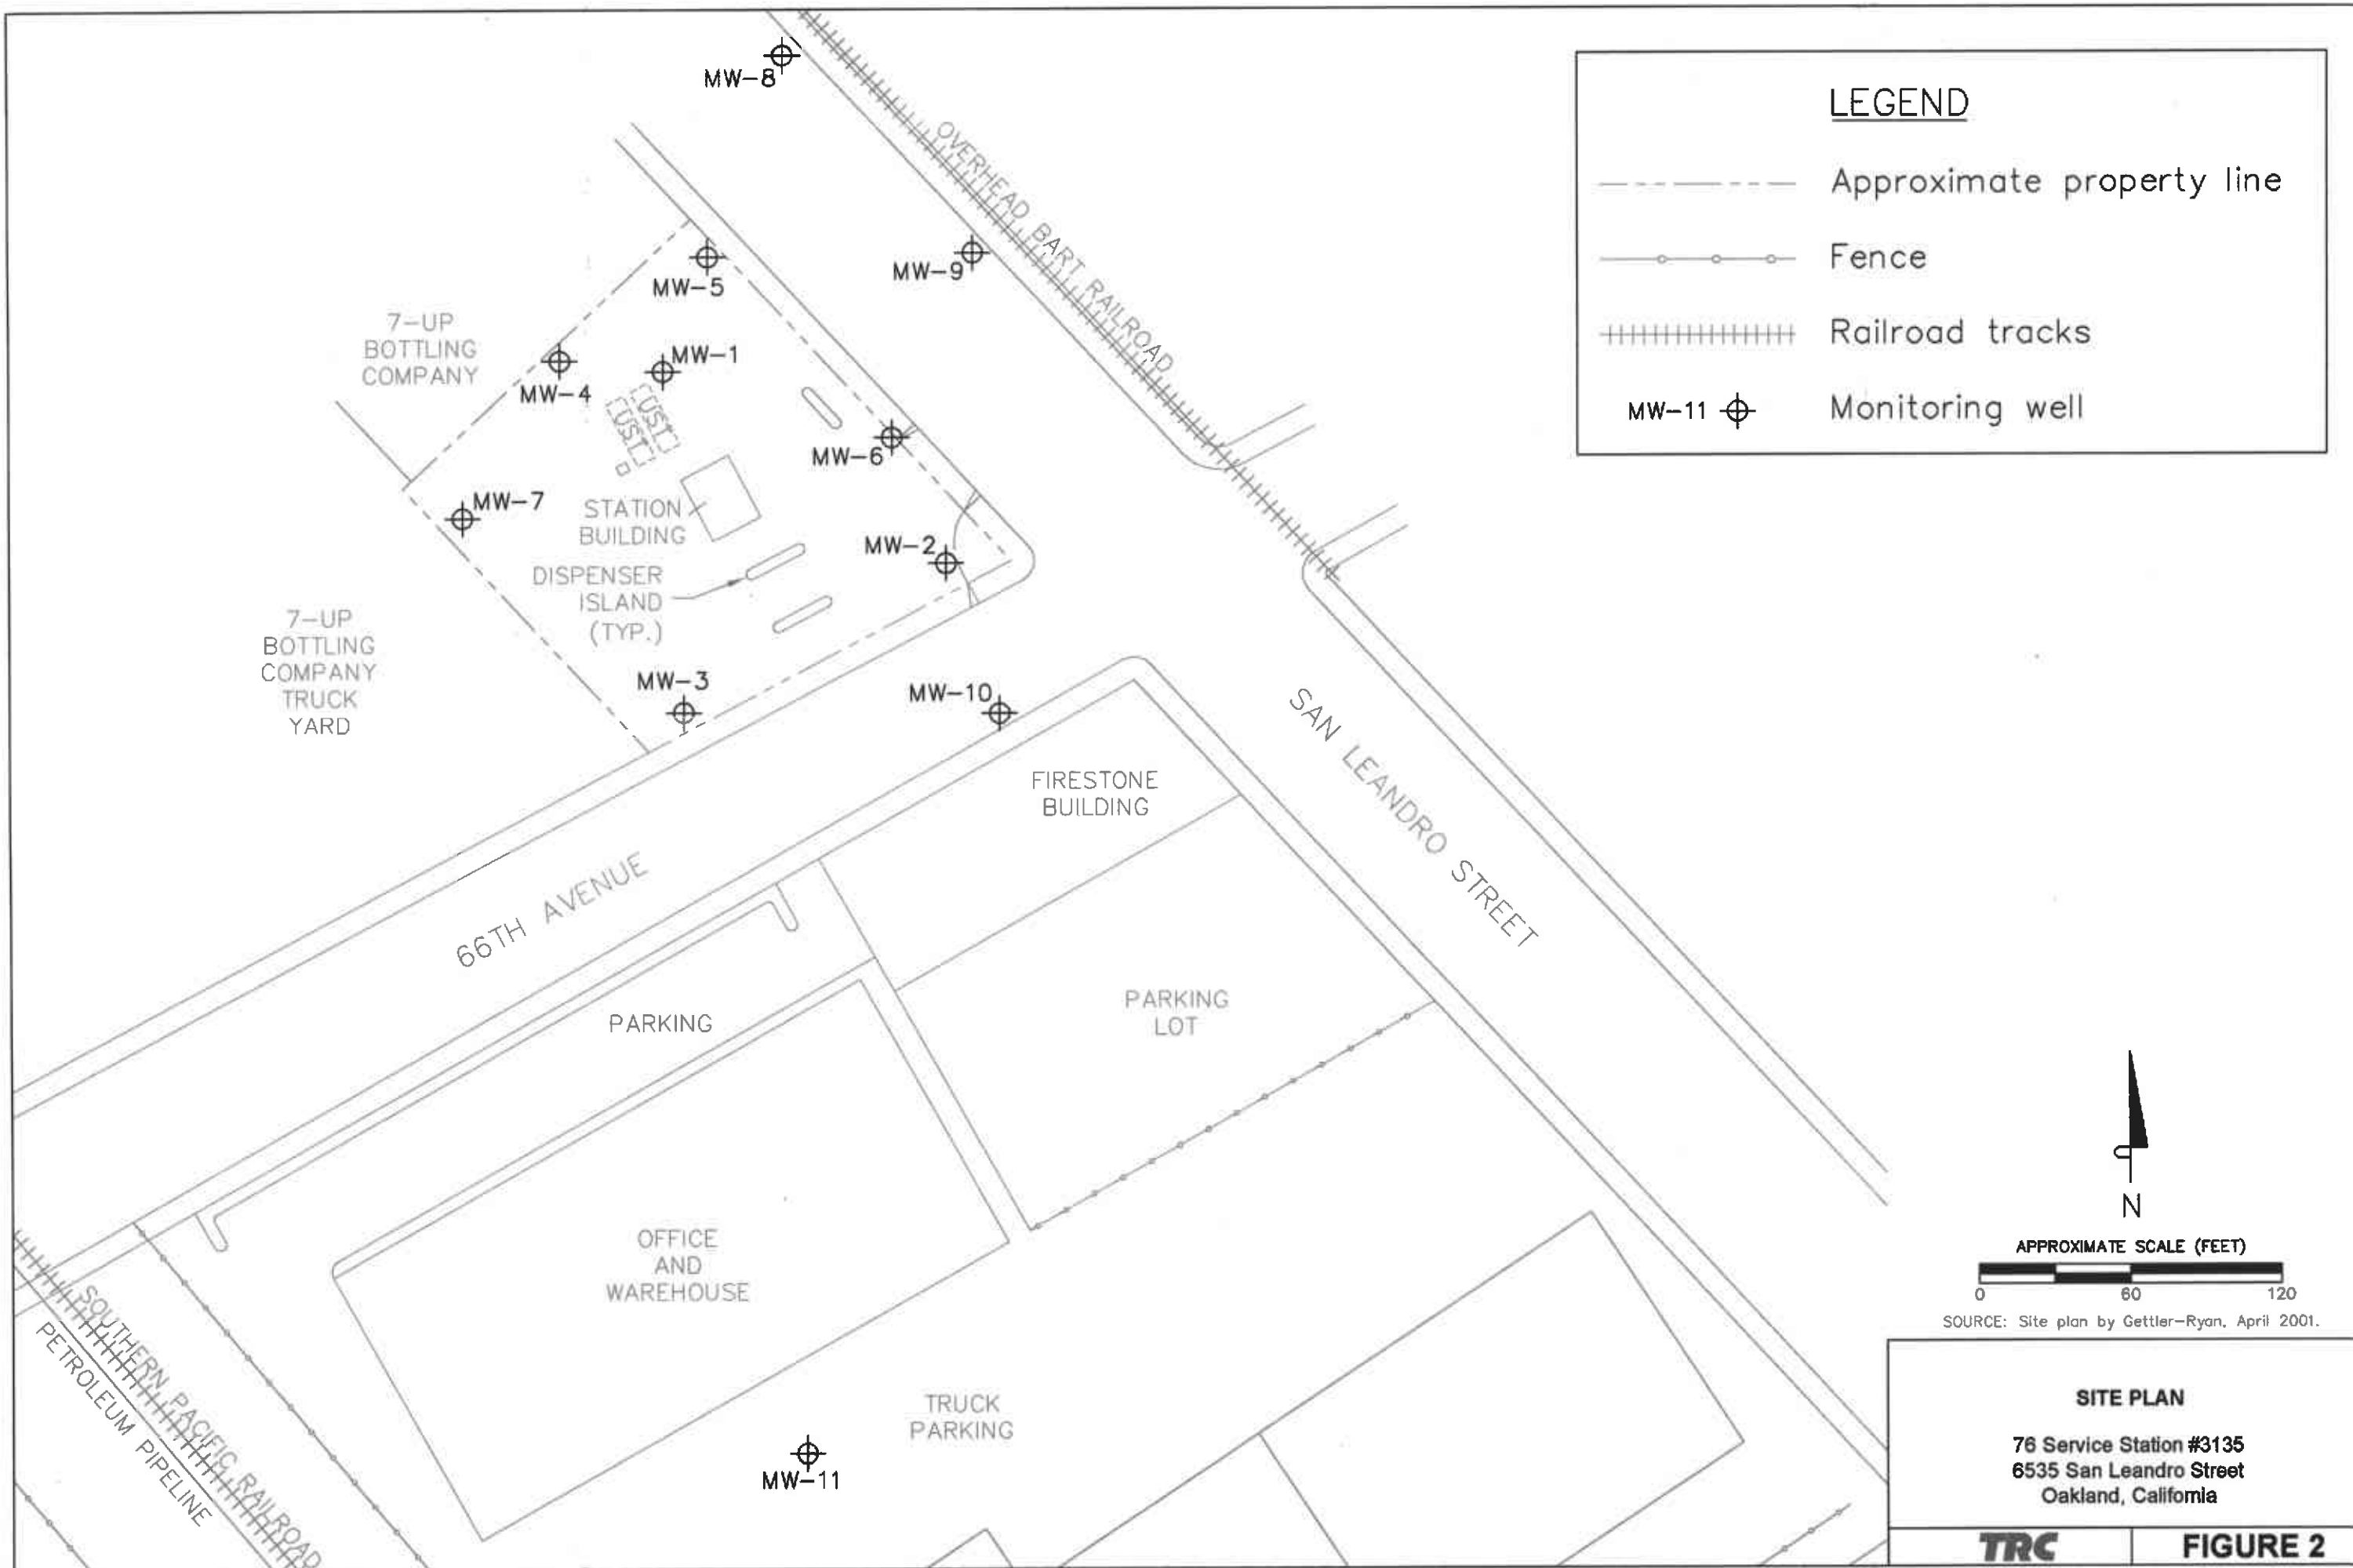 MW-8
OVERHEAD BART RAILROAD
MW-9
MW-5
7-UP
BOTTLING
COMPANY
MW-1
MW-4
UST
UST
MW-6
MW-7
STATION
BUILDING
MW-2
DISPENSER
ISLAND
(TYP.)
7-UP
BOTTLING
COMPANY
TRUCK
YARD
MW-3
MW-10
SAN LEANDRO STREET
FIRESTONE
BUILDING
66TH AVENUE
PARKING
PARKING
LOT
OFFICE
AND
WAREHOUSE
TRUCK
PARKING
MW-11
SOUTHERN PACIFIC RAILROAD
PETROLEUM PIPELINE
LEGEND
Approximate property line
Fence
Railroad tracks
MW-11 Monitoring well
N
APPROXIMATE SCALE (FEET)
0 60 120
SOURCE: Site plan by Gettler-Ryan, April 2001.
SITE PLAN
76 Service Station #3135
6535 San Leandro Street
Oakland, California
TRC FIGURE 2